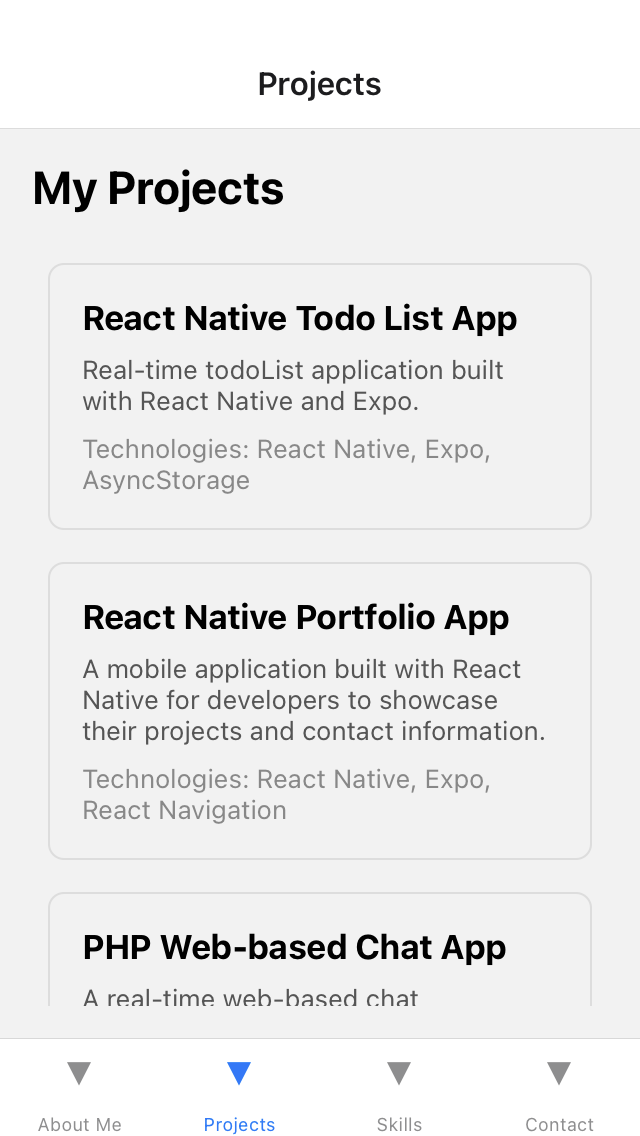 Projects
My Projects
React Native Todo List App
Real-time todoList application built
with React Native and Expo.
Technologies: React Native, Expo,
AsyncStorage
React Native Portfolio App
A mobile application built with React
Native for developers to showcase
their projects and contact information.
Technologies: React Native, Expo,
React Navigation
PHP Web-based Chat App
A real-time web-based chat
About Me
Projects
Skills
Contact